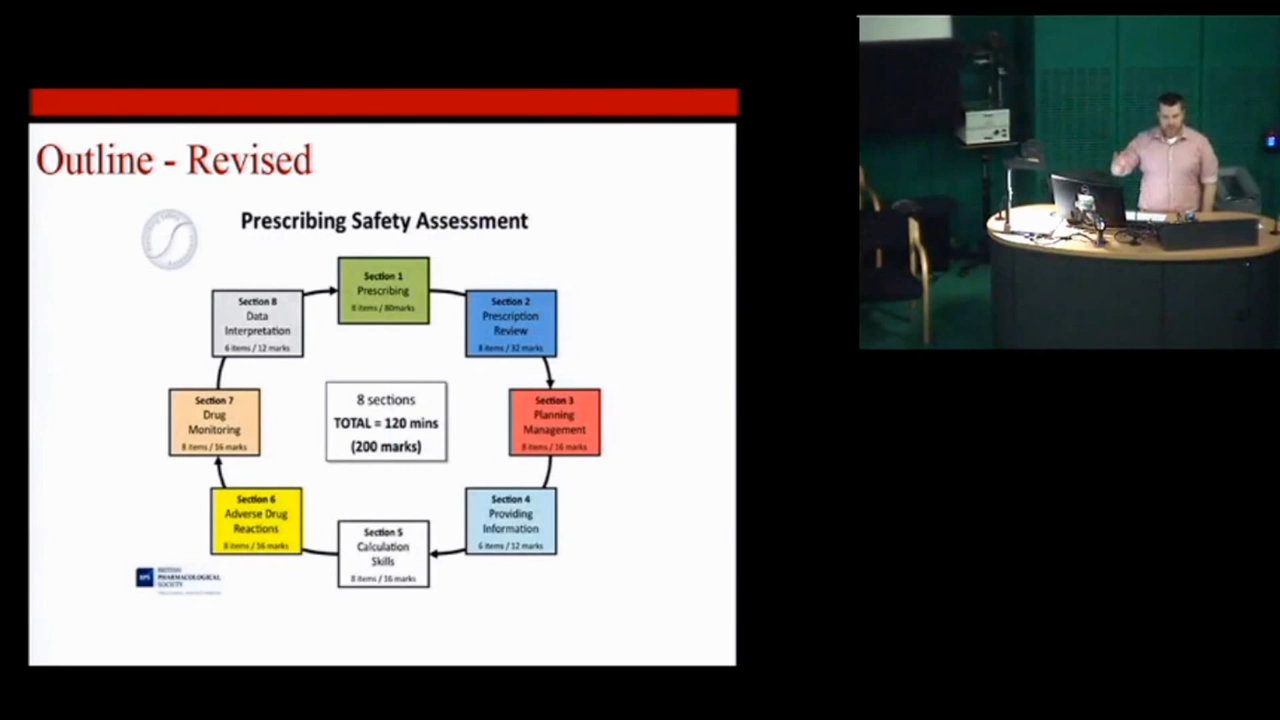 Outline - Revised
Prescribing Safety Assessment
Section 1
Prescribing
8 items / 80marks
Section 2
Prescription
Review
8 items / 32 marks
Section 3
Planning
Management
8 items / 16 marks
Section 4
Providing
Information
6 items / 12 marks
Section 5
Calculation
Skills
8 items / 16 marks
Section 6
Adverse Drug
Reactions
8 items / 16 marks
Section 7
Drug
Monitoring
8 items / 16 marks
Section 8
Data
Interpretation
6 items / 12 marks
8 sections
TOTAL = 120 mins
(200 marks)
BRITISH
PHARMACOLOGICAL
SOCIETY